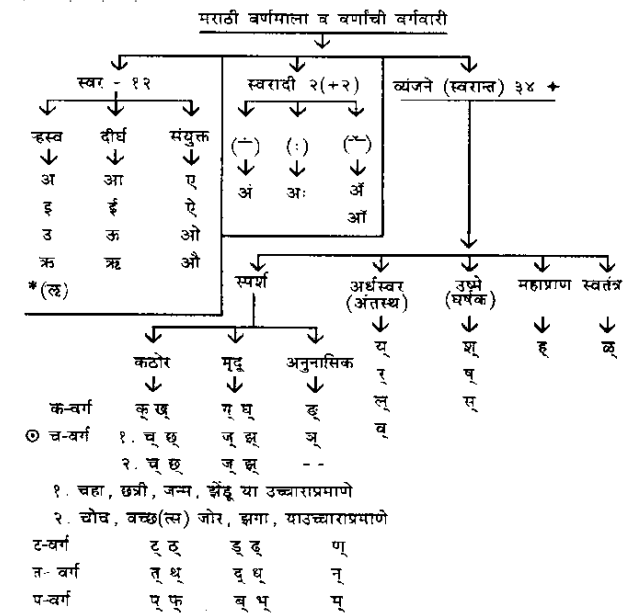 मराठी वर्णमाला व वर्णांची वर्गवारी
स्वर - १२ स्वरादी २(+२) व्यंजने (स्वरान्त) ३४ +
ऱ्हस्व दीर्घ संयुक्त (ं) (ः) (ँ)
अ आ ए अं अः ॲ
इ ई ऐ ऑ
उ ऊ ओ
ऋ ॠ औ
*(ऌ)
स्पर्श अर्धस्वर (अंतस्थ) उष्मे (घर्षक) महाप्राण स्वतंत्र
य् श् ह् ळ्
कठोर मृदू अनुनासिक र् ष्
ल् स्
व्
क-वर्ग क् ख् ग् घ् ङ्
⊙ च-वर्ग १. च् छ् ज् झ् ञ्
२. च् छ् ज् झ् --
१. चहा, छत्री, जन्म, झेंडू या उच्चाराप्रमाणे
२. चोच, वच्छ(त्स) जोर, झगा, याउच्चाराप्रमाणे
ट-वर्ग ट् ठ् ड् ढ् ण्
त- वर्ग त् थ् द् ध् न्
प-वर्ग प् फ् ब् भ् म्